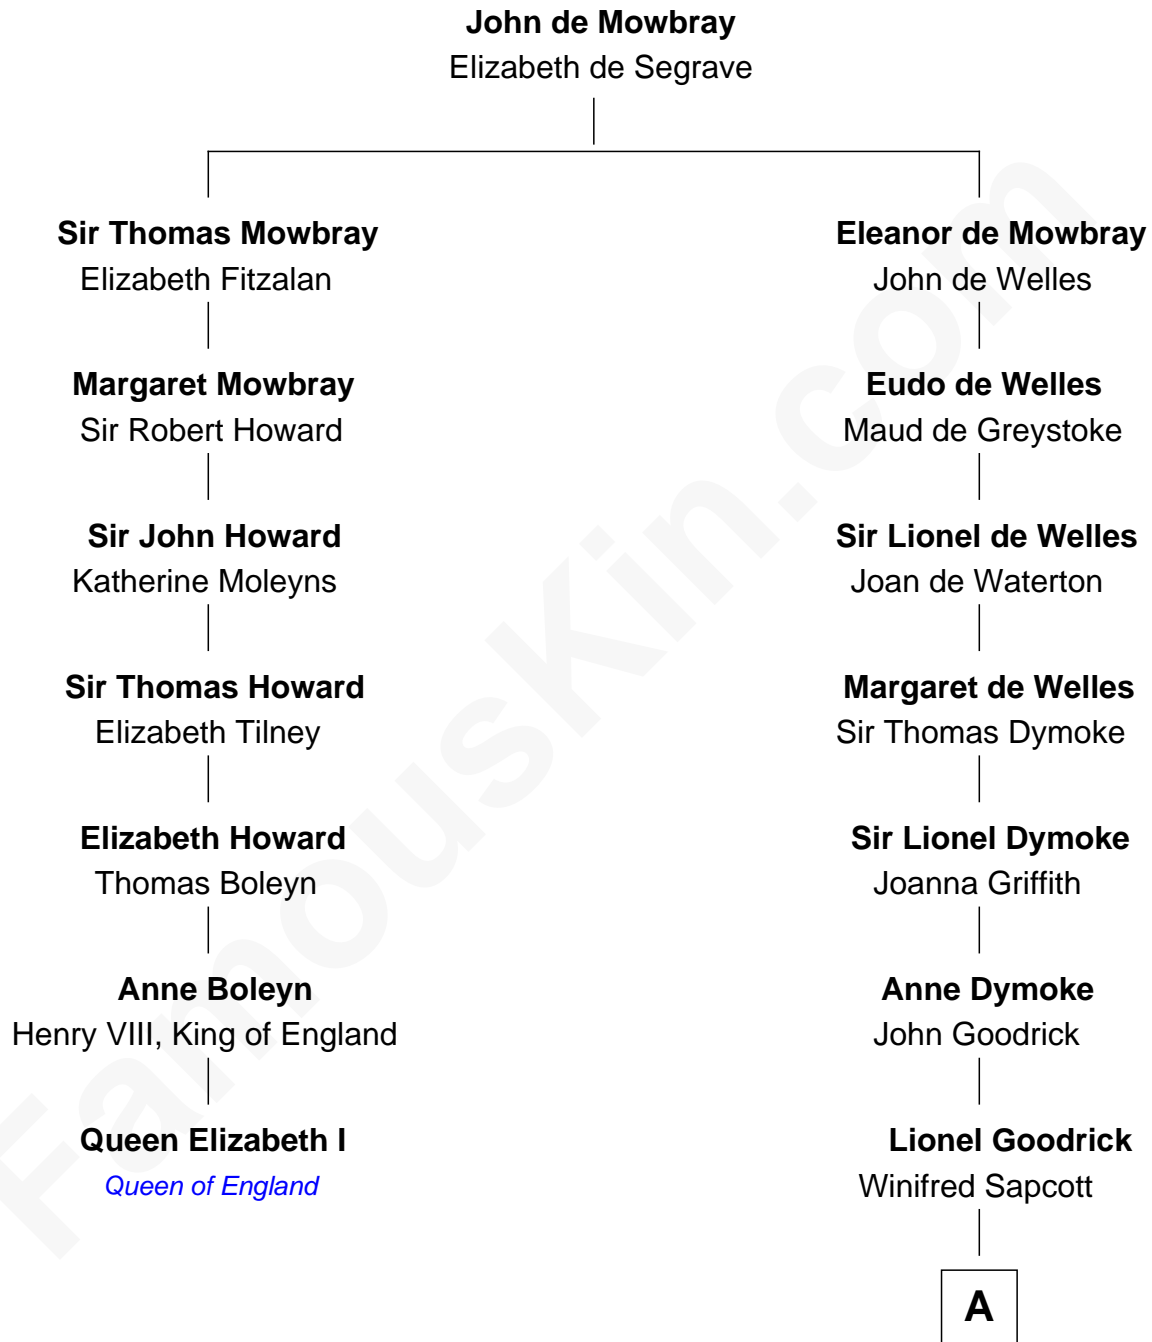 John de Mowbray
Elizabeth de Segrave
Sir Thomas Mowbray
Elizabeth Fitzalan
Eleanor de Mowbray
John de Welles
Margaret Mowbray
Sir Robert Howard
Eudo de Welles
Maud de Greystoke
Sir John Howard
Katherine Moleyns
Sir Lionel de Welles
Joan de Waterton
Sir Thomas Howard
Elizabeth Tilney
Margaret de Welles
Sir Thomas Dymoke
Elizabeth Howard
Thomas Boleyn
Sir Lionel Dymoke
Joanna Griffith
Anne Boleyn
Henry VIII, King of England
Anne Dymoke
John Goodrick
Queen Elizabeth I
Queen of England
Lionel Goodrick
Winifred Sapcott
A
FamousKin.com